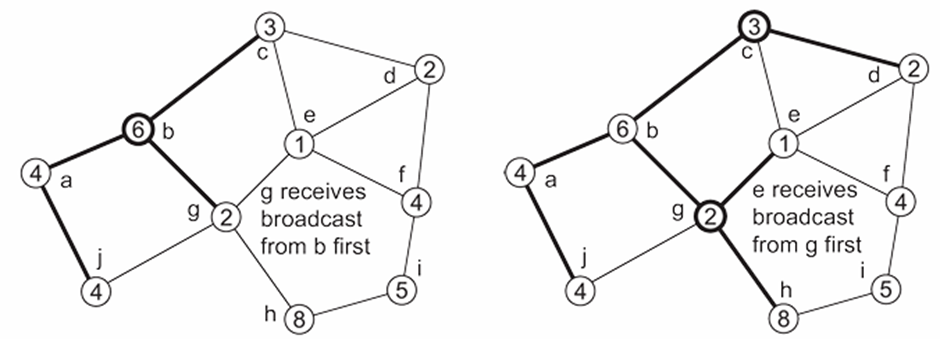 3
c
2
d
6
b
e
1
4
a
f
4
g receives
broadcast
from b first
g
2
j
4
i
5
h
8
3
c
2
d
6
b
e
1
4
a
f
4
e receives
broadcast
from g first
g
2
j
4
i
5
h
8